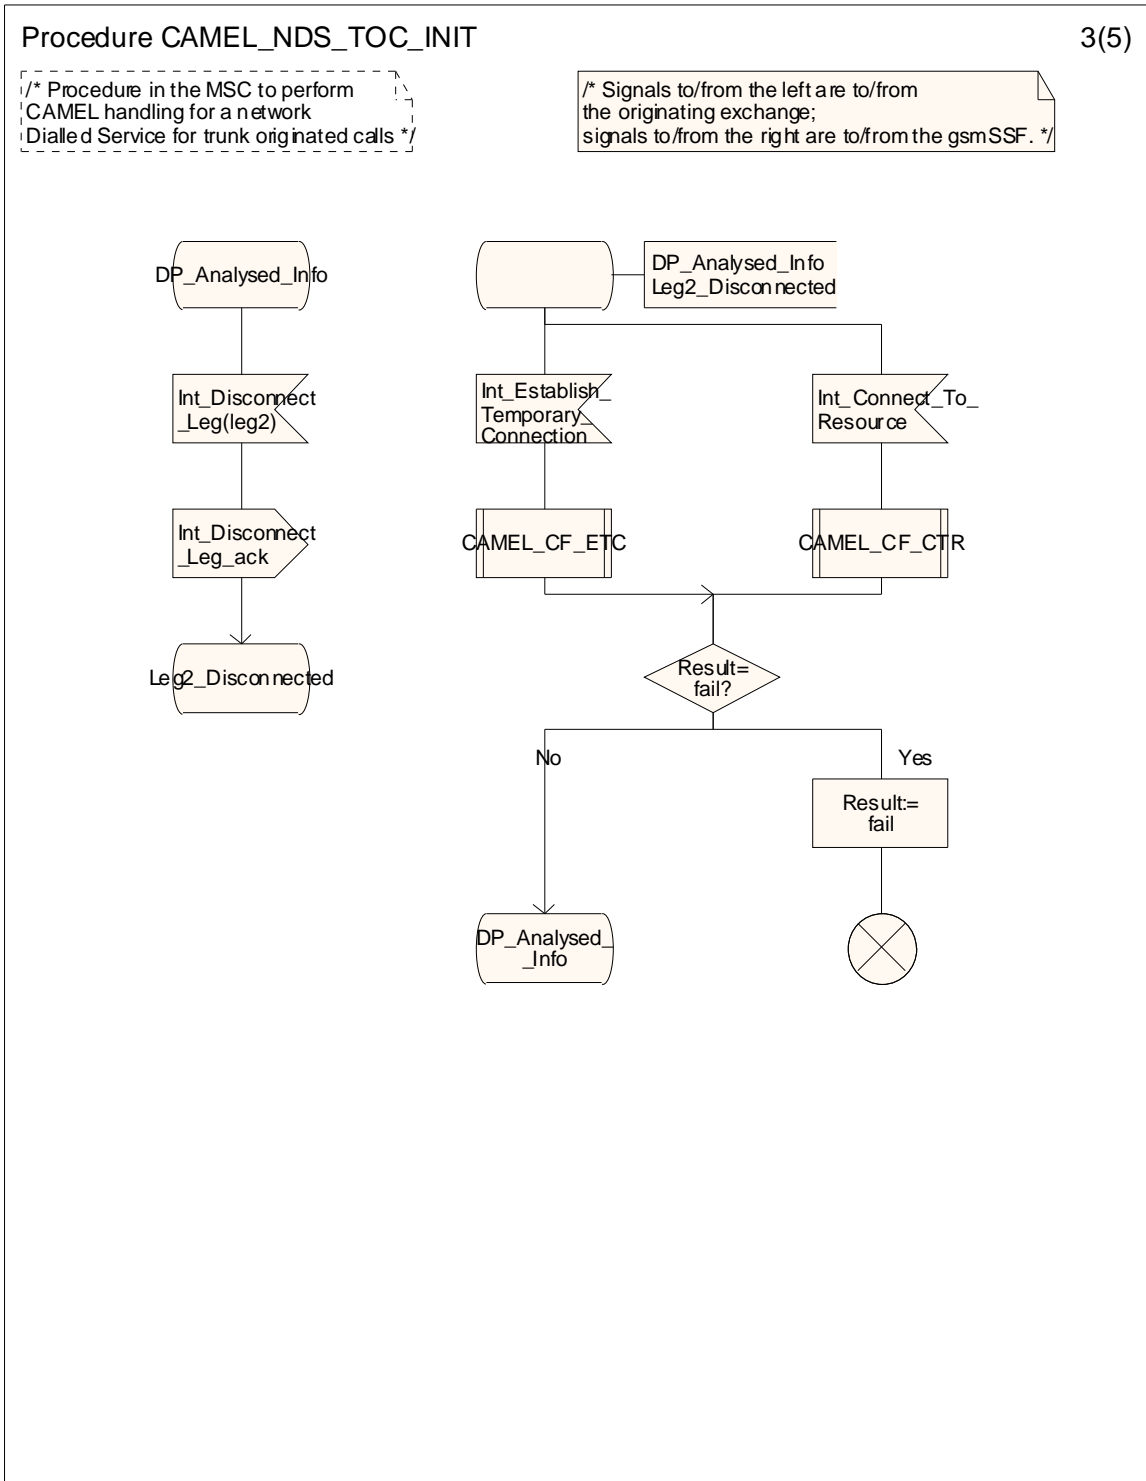 Procedure CAMEL_NDS_TOC_INIT
3(5)
/* Procedure in the MSC to perform
CAMEL handling for a network
Dialled Service for trunk originated calls */
/* Signals to/from the left are to/from
the originating exchange;
signals to/from the right are to/from the gsmSSF. */
DP_Analysed_Info
DP_Analysed_Info
Leg2_Disconnected
Int_Disconnect
_Leg(leg2)
Int_Establish_
Temporary_
Connection
Int_Connect_To_
Resource
Int_Disconnect
_Leg_ack
CAMEL_CF_ETC
CAMEL_CF_CTR
Leg2_Disconnected
Result=
fail?
No
Yes
Result:=
fail
DP_Analysed_
_Info